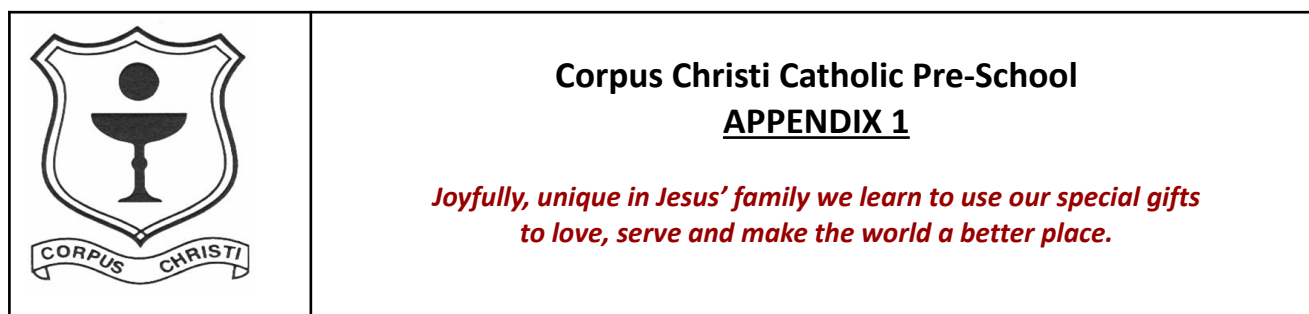 CORPUS CHRISTI
Corpus Christi Catholic Pre-School
APPENDIX 1
Joyfully, unique in Jesus’ family we learn to use our special gifts
to love, serve and make the world a better place.